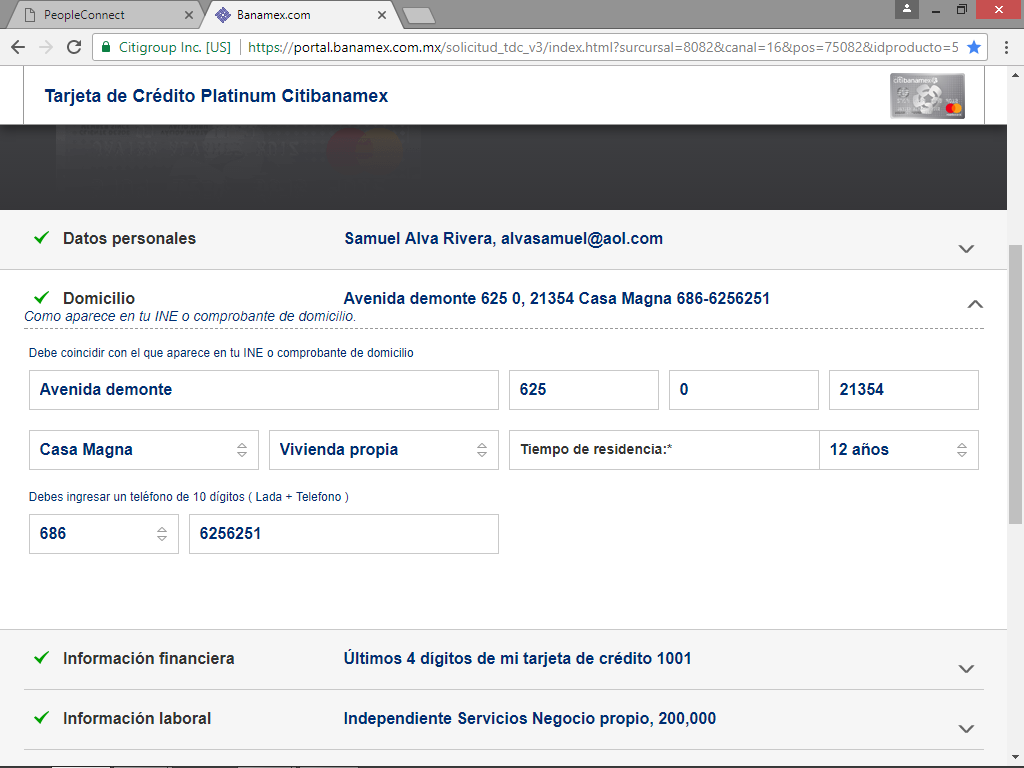 PeopleConnect
Banamex.com
Citigroup Inc. [US]
https://portal.banamex.com.mx/solicitud_tdc_v3/index.html?surcursal=8082&canal=16&pos=75082&idproducto=5
Tarjeta de Crédito Platinum Citibanamex
citibanamex
Datos personales
Samuel Alva Rivera, alvasamuel@aol.com
Domicilio
Avenida demonte 625 0, 21354 Casa Magna 686-6256251
Como aparece en tu INE o comprobante de domicilio.
Debe coincidir con el que aparece en tu INE o comprobante de domicilio
Avenida demonte
625
0
21354
Casa Magna
Vivienda propia
Tiempo de residencia:*
12 años
Debes ingresar un teléfono de 10 dígitos ( Lada + Telefono )
686
6256251
Información financiera
Últimos 4 dígitos de mi tarjeta de crédito 1001
Información laboral
Independiente Servicios Negocio propio, 200,000